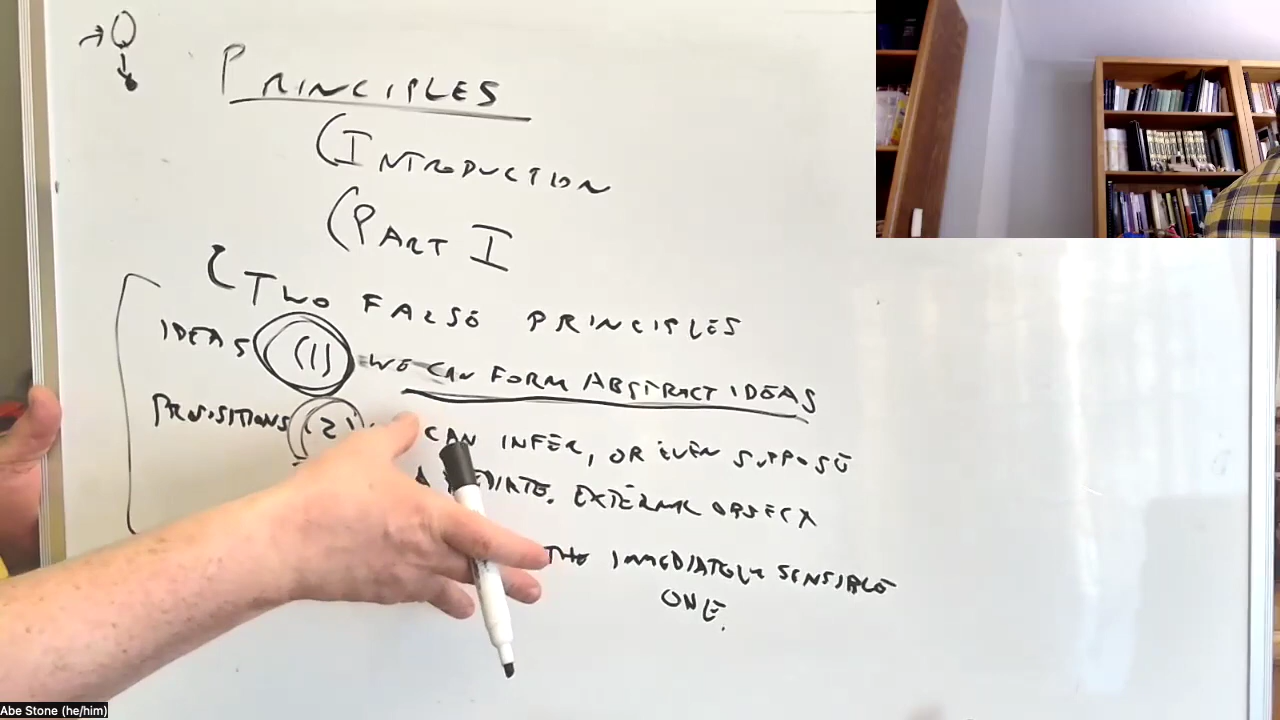 PRINCIPLES
(INTRODUCTION
(PART I
TWO FALSE PRINCIPLES
IDEAS (1) WE CAN FORM ABSTRACT IDEAS
PROPOSITIONS (2) CAN INFER, OR EVEN SUPPOSE
EXTERNAL OBJECT
THE IMMEDIATELY SENSIBLE
ONE.
Abe Stone (he/him)